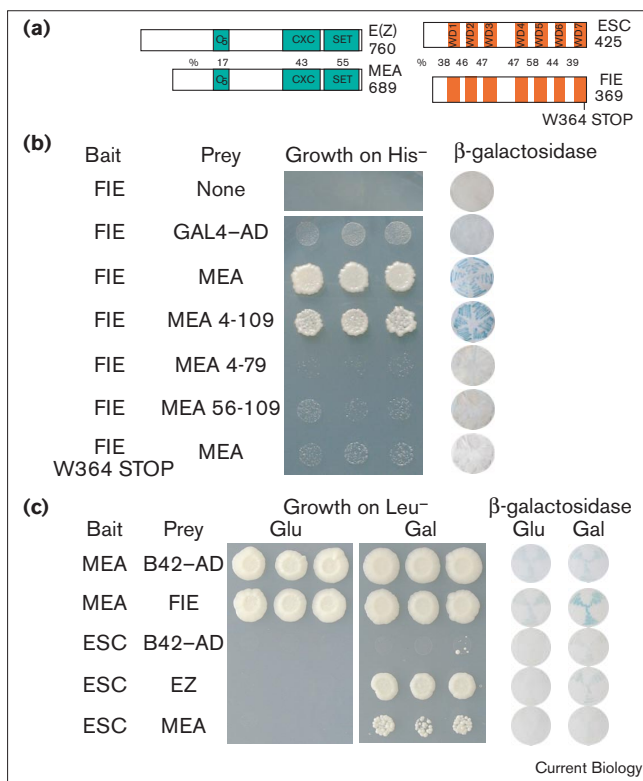 (a)
C5 CXC SET E(Z)
760
% 17 43 55
C5 CXC SET MEA
689
WD1 WD2 WD3 WD4 WD5 WD6 WD7 ESC
425
% 38 46 47 47 58 44 39
FIE
369
W364 STOP
(b)
Bait Prey Growth on His– β-galactosidase
FIE None
FIE GAL4–AD
FIE MEA
FIE MEA 4-109
FIE MEA 4-79
FIE MEA 56-109
FIE MEA
W364 STOP
(c)
Growth on Leu– β-galactosidase
Bait Prey Glu Gal Glu Gal
MEA B42–AD
MEA FIE
ESC B42–AD
ESC EZ
ESC MEA
Current Biology